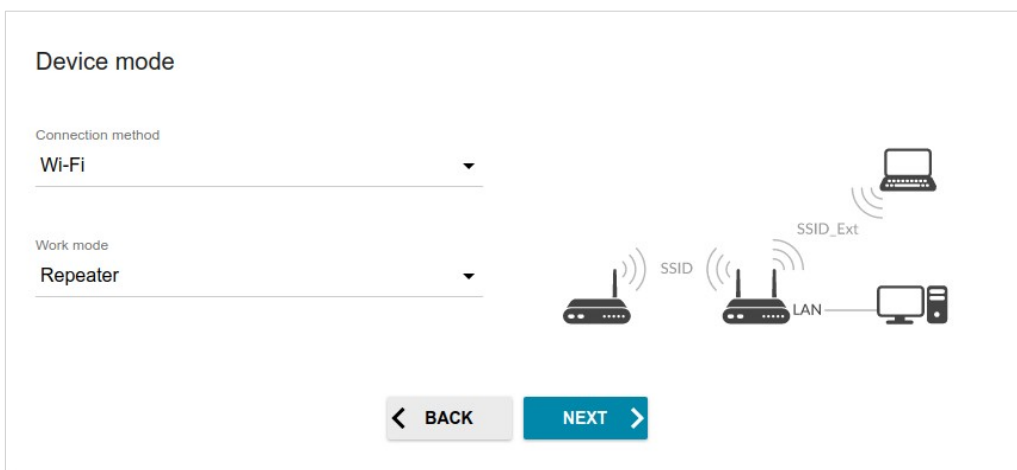 Device mode
Connection method
Wi-Fi
Work mode
Repeater
SSID_Ext
SSID
LAN
BACK
NEXT